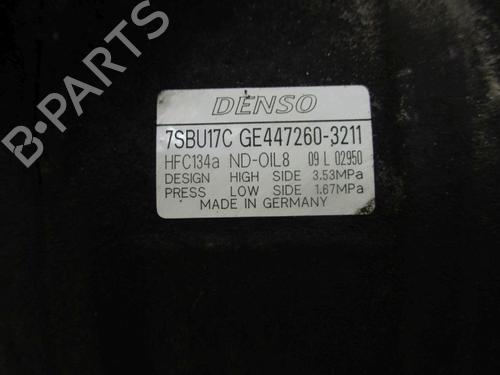 DENSO
7SBU17C GE447260-3211
HFC134a ND-OIL8 09 L 02950
DESIGN HIGH SIDE 3.53MPa
PRESS LOW SIDE 1.67MPa
MADE IN GERMANY
B-PARTS